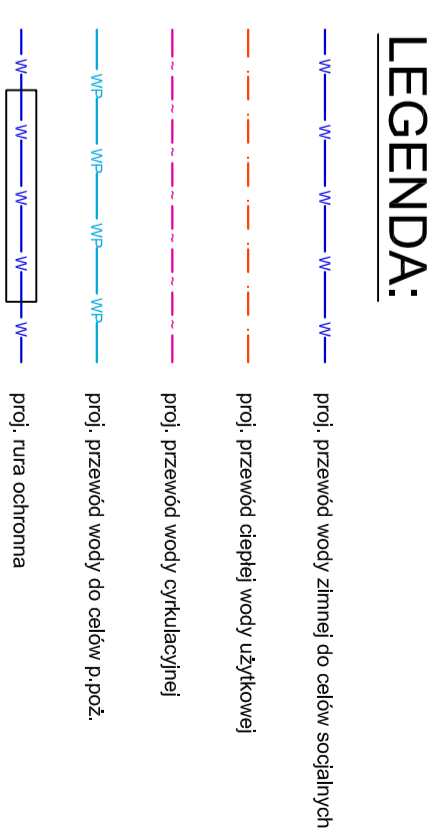 LEGENDA:
W W W W W proj. przewód wody zimnej do celów socjalnych
proj. przewód ciepłej wody użytkowej
~ ~ ~ ~ ~ ~ ~ proj. przewód wody cyrkulacyjnej
WP WP WP WP proj. przewód wody do celów p.poż.
W W W W W proj. rura ochronna